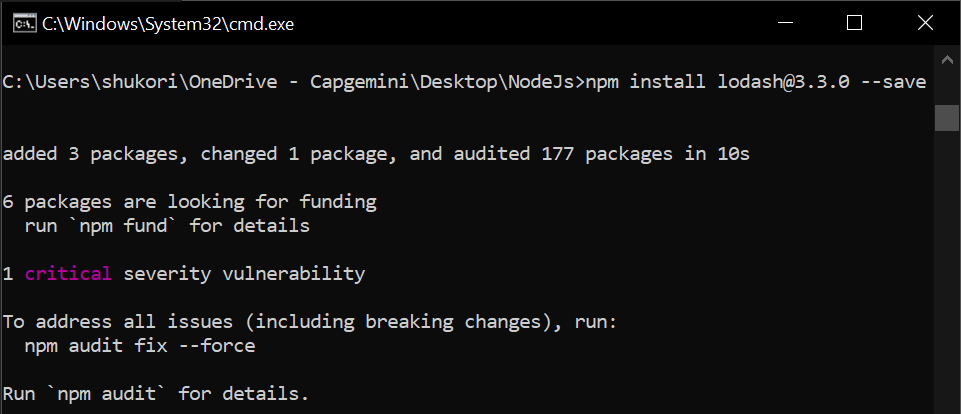 C:\Windows\System32\cmd.exe
C:\Users\shukori\OneDrive - Capgemini\Desktop\NodeJs>npm install lodash@3.3.0 --save
added 3 packages, changed 1 package, and audited 177 packages in 10s
6 packages are looking for funding
  run `npm fund` for details
1 critical severity vulnerability
To address all issues (including breaking changes), run:
  npm audit fix --force
Run `npm audit` for details.